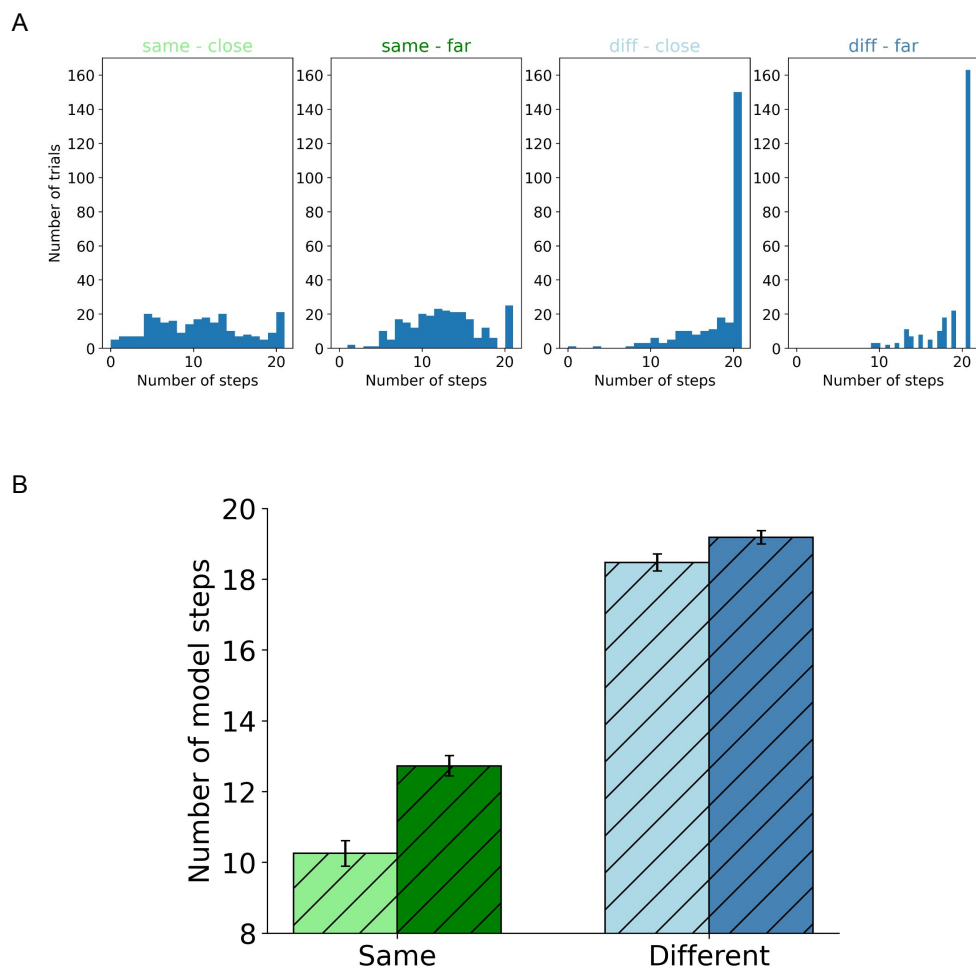 A
same - close
same - far
diff - close
diff - far
Number of trials
160
140
120
100
80
60
40
20
0
160
140
120
100
80
60
40
20
0
160
140
120
100
80
60
40
20
0
160
140
120
100
80
60
40
20
0
0 10 20
0 10 20
0 10 20
0 10 20
Number of steps
Number of steps
Number of steps
Number of steps
B
Number of model steps
20
18
16
14
12
10
8
Same
Different